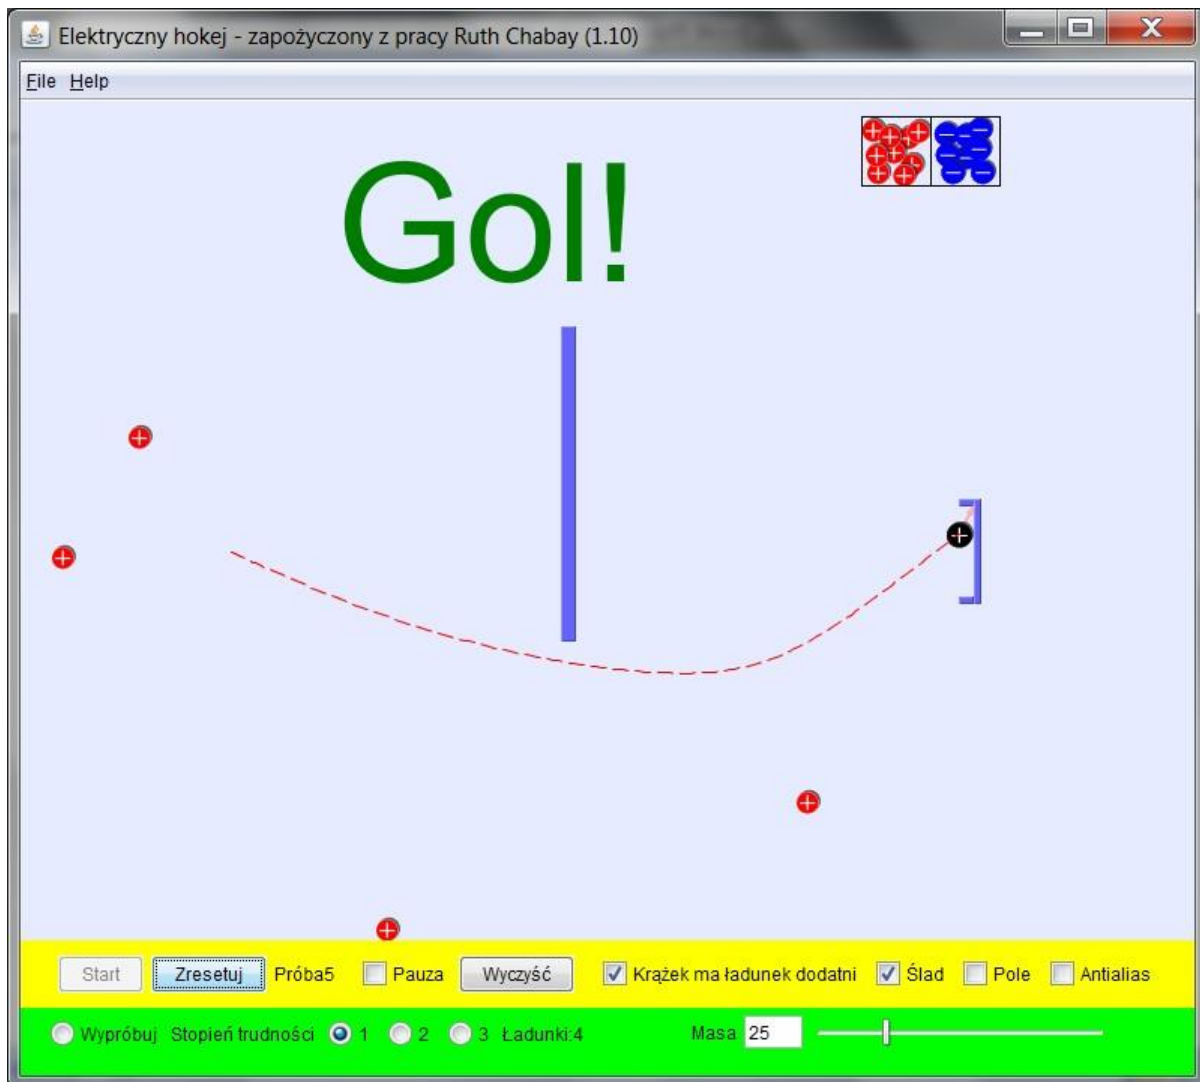 Elektryczny hokej - zapożyczony z pracy Ruth Chabay (1.10)
File Help
Gol!
Start Zresetuj Próba5 Pauza Wyczyść Krążek ma ładunek dodatni Ślad Pole Antialias
Wypróbuj Stopień trudności 1 2 3 Ładunki:4 Masa 25